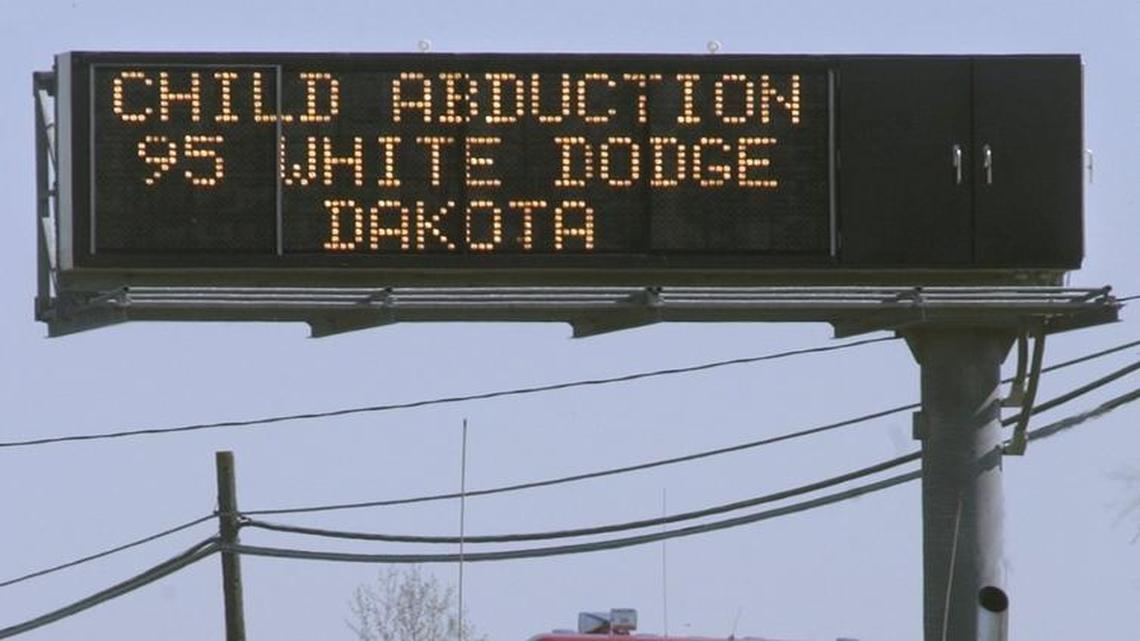 CHILD ABDUCTION
95 WHITE DODGE
DAKOTA